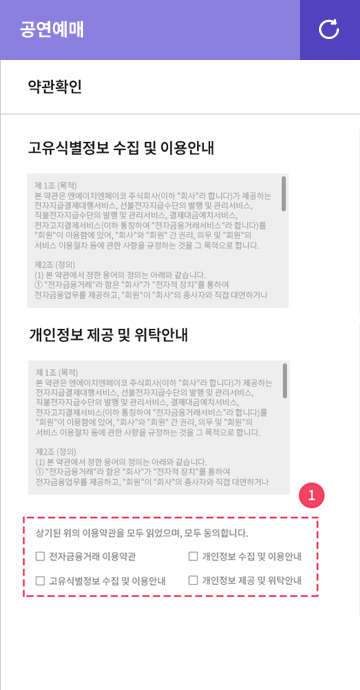 공연예매
약관확인
고유식별정보 수집 및 이용안내
제 1조 (목적)
본 약관은 엔에이치엔페이코 주식회사(이하 "회사"라 합니다)가 제공하는
전자지급결제대행서비스, 선불전자지급수단의 발행 및 관리서비스,
직불전자지급수단의 발행 및 관리서비스, 결제대금예치서비스,
전자고지결제서비스(이하 통칭하여 "전자금융거래서비스"라 합니다)를
"회원"이 이용함에 있어, "회사"와 "회원" 간 권리, 의무 및 "회원"의
서비스 이용절차 등에 관한 사항을 규정하는 것을 그 목적으로 합니다.
제2조 (정의)
(1) 본 약관에서 정한 용어의 정의는 아래와 같습니다.
① "전자금융거래"라 함은 "회사"가 "전자적 장치"를 통하여
전자금융업무를 제공하고, "회원"이 "회사"의 종사자와 직접 대면하거나
개인정보 제공 및 위탁안내
제 1조 (목적)
본 약관은 엔에이치엔페이코 주식회사(이하 "회사"라 합니다)가 제공하는
전자지급결제대행서비스, 선불전자지급수단의 발행 및 관리서비스,
직불전자지급수단의 발행 및 관리서비스, 결제대금예치서비스,
전자고지결제서비스(이하 통칭하여 "전자금융거래서비스"라 합니다)를
"회원"이 이용함에 있어, "회사"와 "회원" 간 권리, 의무 및 "회원"의
서비스 이용절차 등에 관한 사항을 규정하는 것을 그 목적으로 합니다.
제2조 (정의)
(1) 본 약관에서 정한 용어의 정의는 아래와 같습니다.
① "전자금융거래"라 함은 "회사"가 "전자적 장치"를 통하여
전자금융업무를 제공하고, "회원"이 "회사"의 종사자와 직접 대면하거나
1
상기된 위의 이용약관을 모두 읽었으며, 모두 동의합니다.
전자금융거래 이용약관 개인정보 수집 및 이용안내
고유식별정보 수집 및 이용안내 개인정보 제공 및 위탁안내